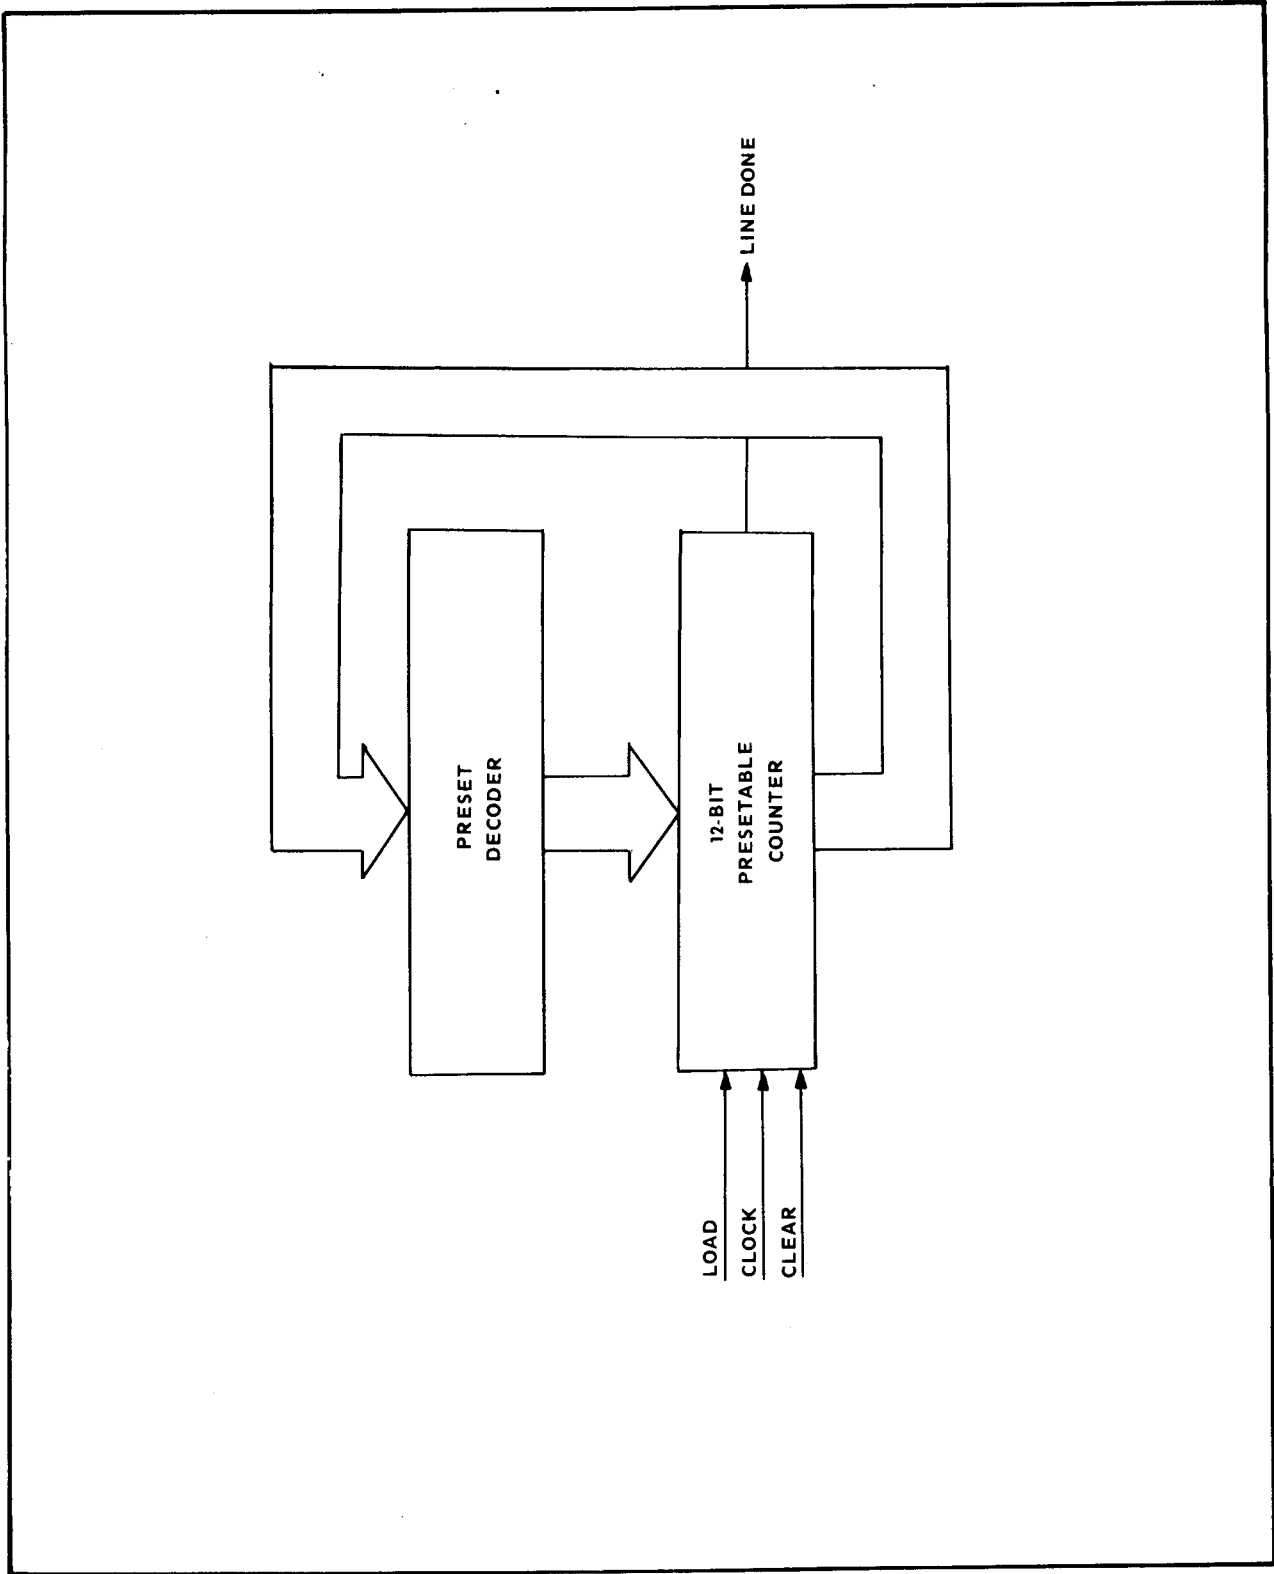 PRESET
DECODER
12-BIT
PRESETABLE
COUNTER
LOAD
CLOCK
CLEAR
LINE DONE